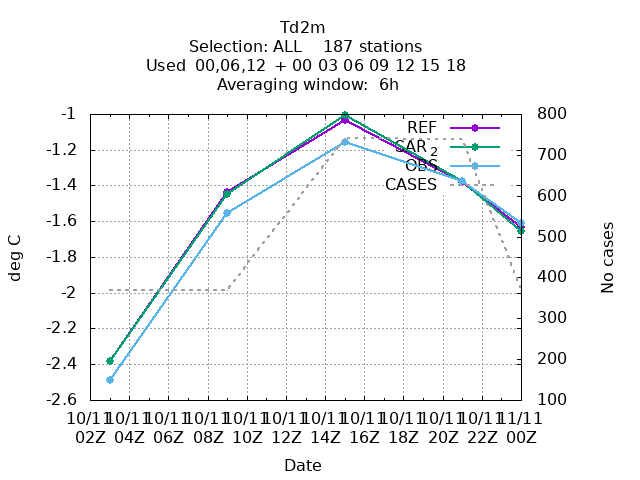 Td2m
Selection: ALL 187 stations
Used 00,06,12 + 00 03 06 09 12 15 18
Averaging window: 6h
-1
-1.2
-1.4
-1.6
-1.8
-2
-2.2
-2.4
-2.6
deg C
REF
CAR 2
OBS
CASES
800
700
600
500
400
300
200
100
No cases
10/11 10/11 10/11 10/11 10/11 10/11 10/11 10/11 10/11 10/11 10/11 11/11
02Z 04Z 06Z 08Z 10Z 12Z 14Z 16Z 18Z 20Z 22Z 00Z
Date